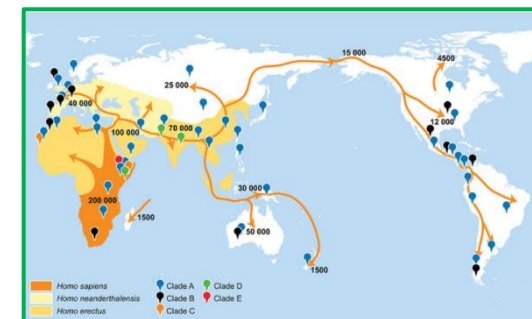 15 000
4500
25 000
40 000
12 000
100 000
70 000
30 000
200 000
1500
50 000
1500
Homo sapiens
Clade A
Clade D
Homo neanderthalensis
Clade B
Clade E
Homo erectus
Clade C